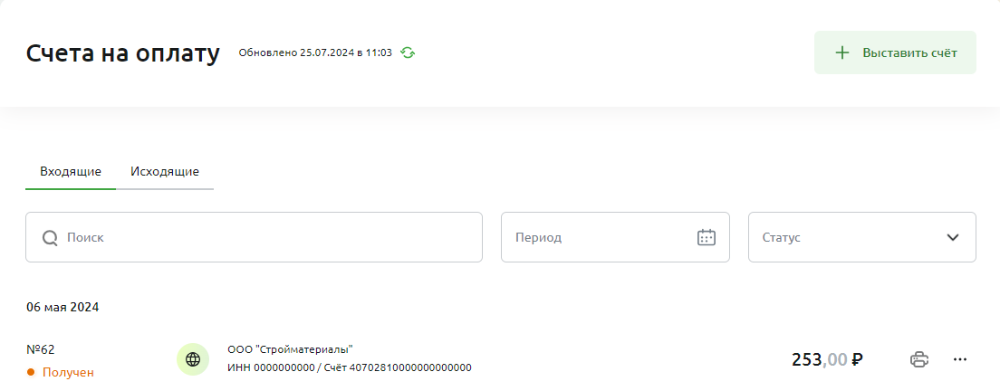 Счета на оплату
Обновлено 25.07.2024 в 11:03
Выставить счёт
Входящие
Исходящие
Поиск
Период
Статус
06 мая 2024
№62
Получен
ООО "Стройматериалы"
ИНН 0000000000 / Счёт 40702810000000000000
253,00 ₽